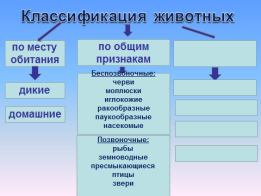 Классификация животных
по месту
обитания
дикие
домашние
по общим
признакам
Беспозвоночные:
черви
моллюски
иглокожие
ракообразные
паукообразные
насекомые
Позвоночные:
рыбы
земноводные
пресмыкающиеся
птицы
звери